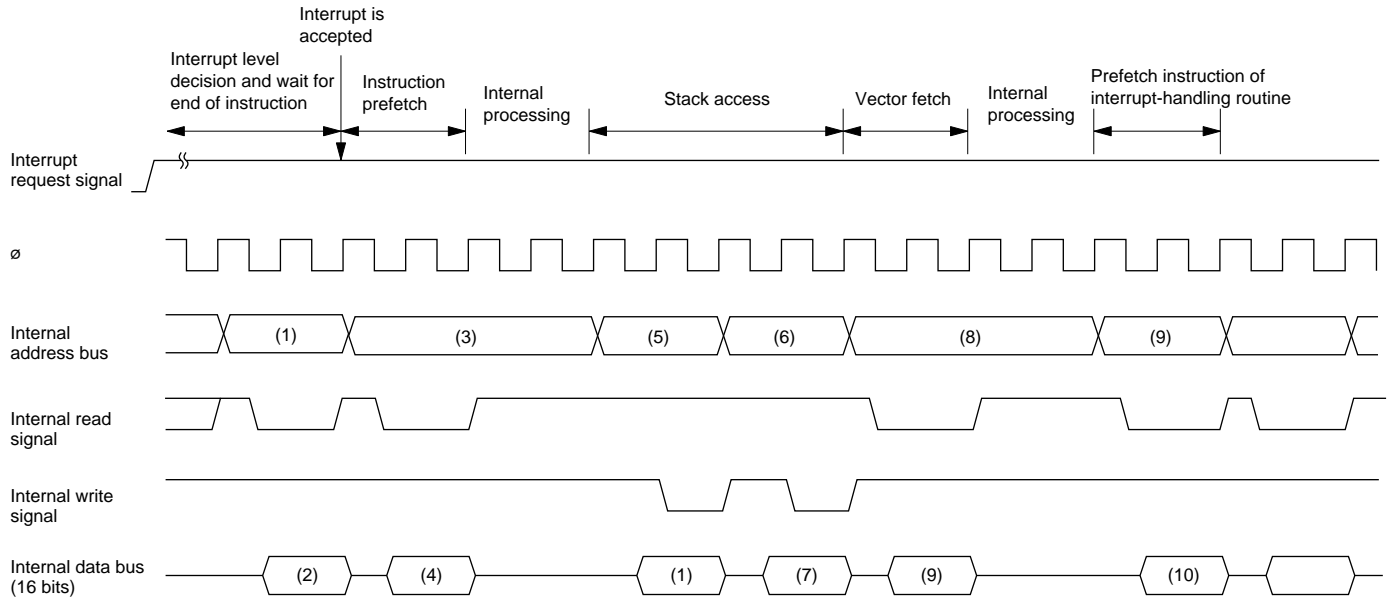 Interrupt is
accepted
Interrupt level
decision and wait for
end of instruction
Instruction
prefetch
Internal
processing
Stack access
Vector fetch
Internal
processing
Prefetch instruction of
interrupt-handling routine
Interrupt
request signal
ø
Internal
address bus
(1)
(3)
(5)
(6)
(8)
(9)
Internal read
signal
Internal write
signal
Internal data bus
(16 bits)
(2)
(4)
(1)
(7)
(9)
(10)